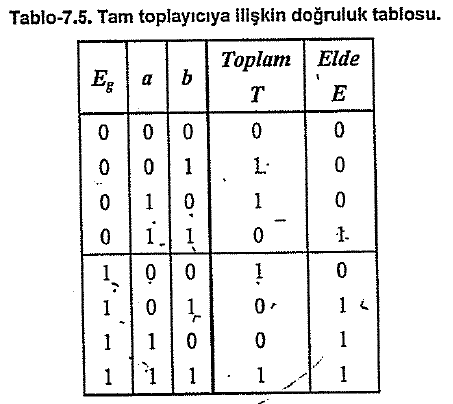 Tablo-7.5. Tam toplayıcıya ilişkin doğruluk tablosu.
E_g a b Toplam T Elde E
0 0 0 0 0
0 0 1 1 0
0 1 0 1 0
0 1 1 0 1
1 0 0 1 0
1 0 1 0 1
1 1 0 0 1
1 1 1 1 1